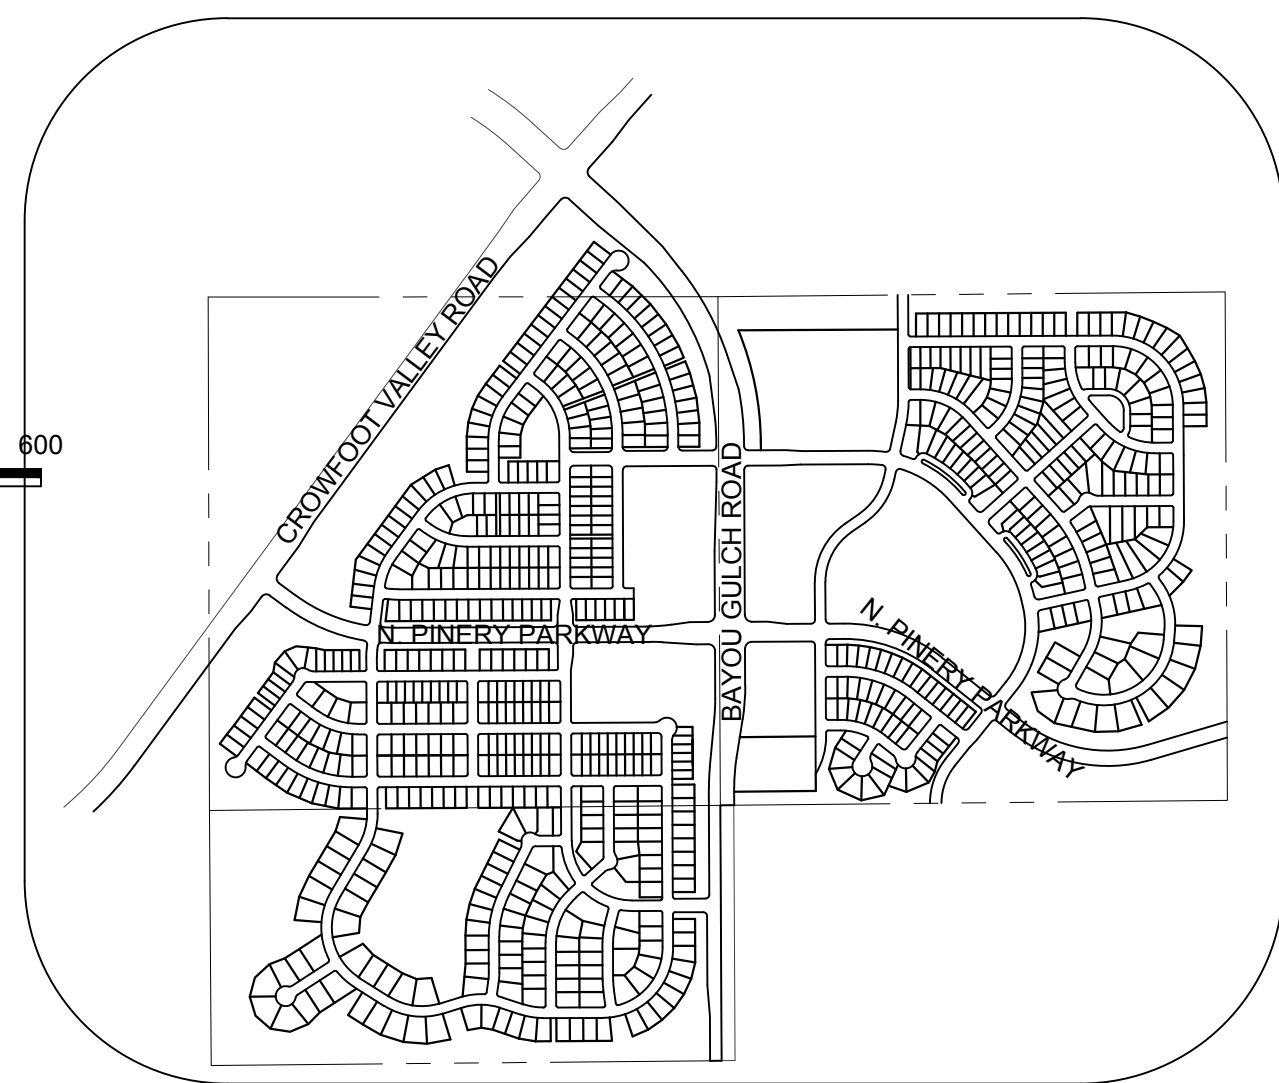 CROWFOOT VALLEY ROAD
600
BAYOU GULCH ROAD
N. PINERY PARKWAY
N. PINERY PARKWAY